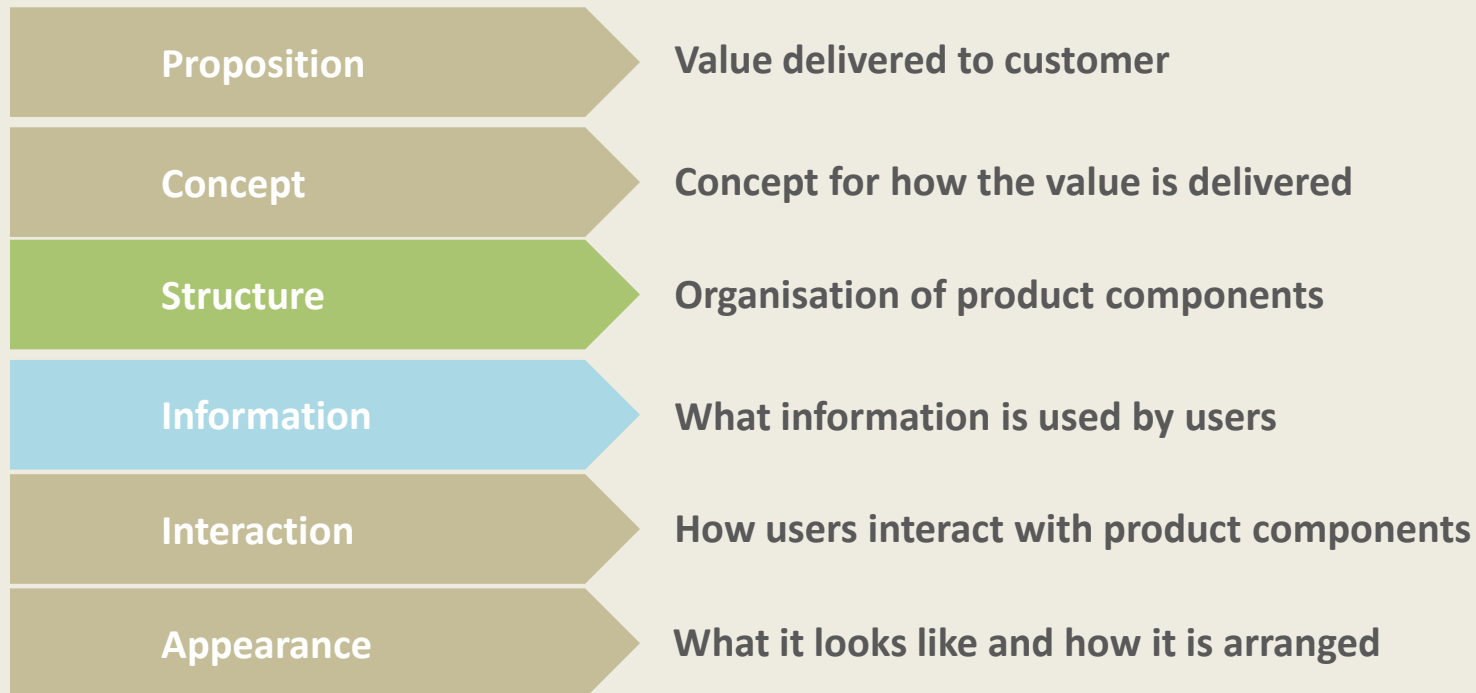 Proposition
Value delivered to customer
Concept
Concept for how the value is delivered
Structure
Organisation of product components
Information
What information is used by users
Interaction
How users interact with product components
Appearance
What it looks like and how it is arranged